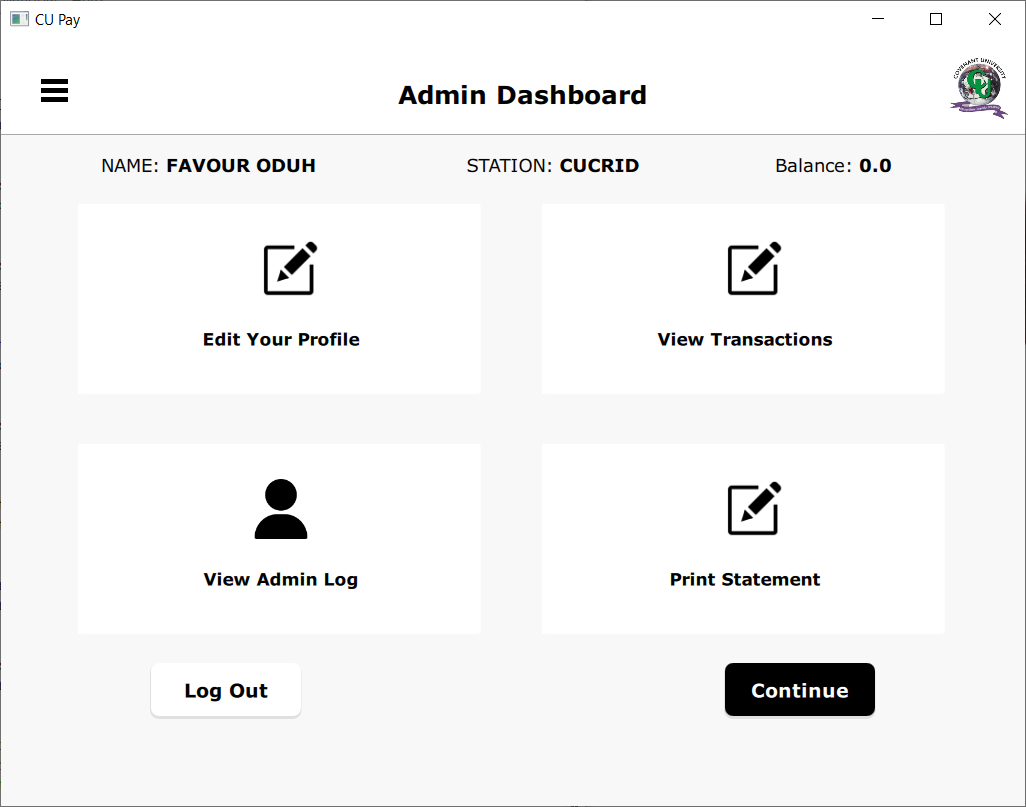 CU Pay
Admin Dashboard
COVENANT UNIVERSITY
NAME: FAVOUR ODUH STATION: CUCRID Balance: 0.0
Edit Your Profile View Transactions
View Admin Log Print Statement
Log Out Continue